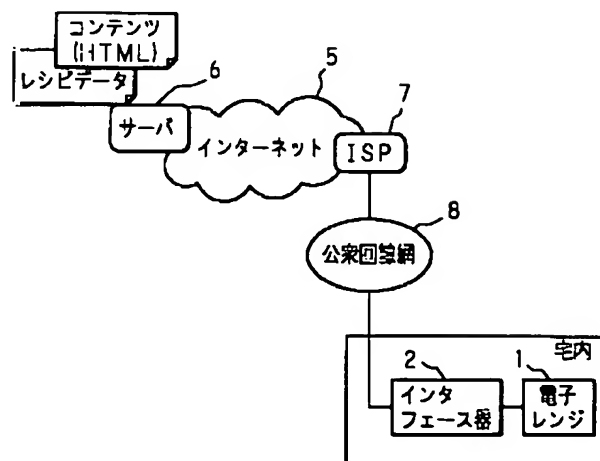 コンテンツ
(HTML)
レシピデータ
6
5
7
サーバ
インターネット
ISP
8
公衆回線網
宅内
2
1
インタ
フェース器
電子
レンジ